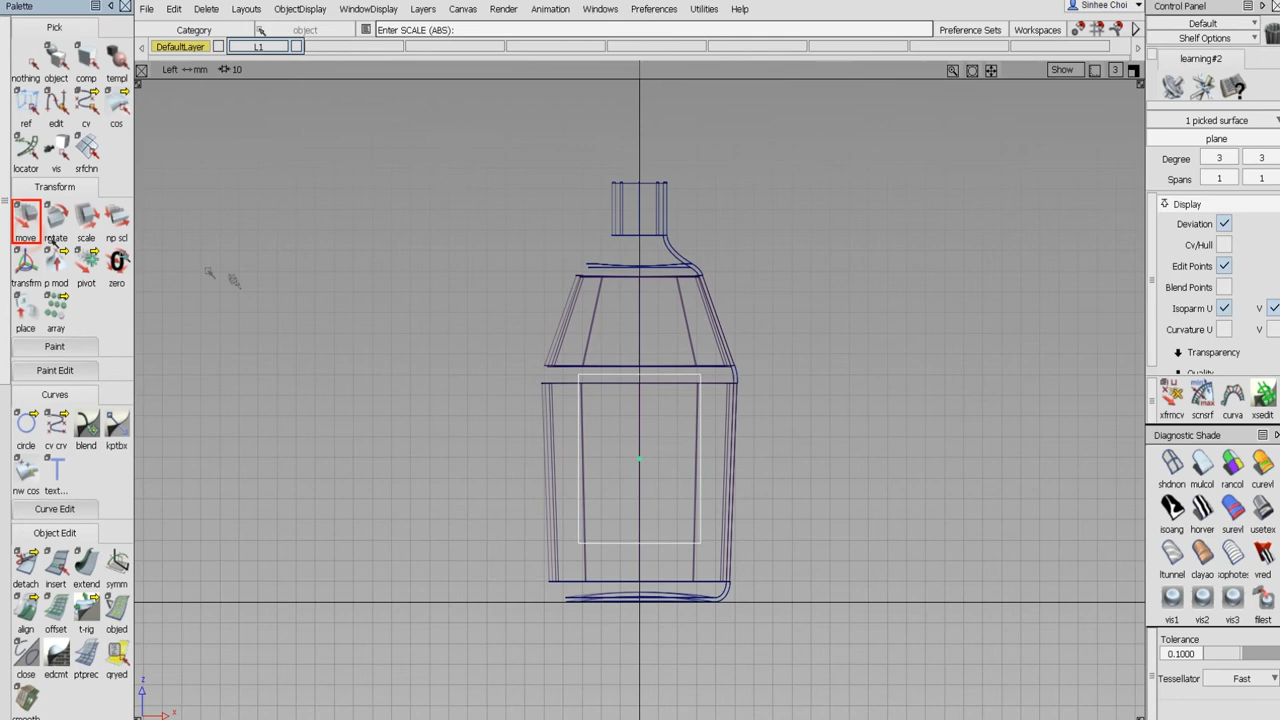 Palette
File Edit Delete Layouts ObjectDisplay WindowDisplay Layers Canvas Render Animation Windows Preferences Utilities Help
Sinhee Choi
Control Panel
Category object Enter SCALE (ABS): Preference Sets Workspaces
DefaultLayer L1
Left mm 10 Show 3
Pick
nothing object comp templ
ref edit cv cos
locator vis srfchn
Transform
move rotate scale np scl
transfrm p mod pivot zero
place array
Paint
Paint Edit
Curves
circle cv crv blend kptbx
nw cos text...
Curve Edit
Object Edit
detach insert extend symm
align offset t-rig objed
close edcmt ptprec qryed
smooth
z
x
Default
Shelf Options
learning#2
1 picked surface
plane
Degree 3 3
Spans 1 1
Display
Deviation
Cv/Hull
Edit Points
Blend Points
Isoparm U V
Curvature U V
Transparency
xfrmcv scnsrf curva xsedit
Diagnostic Shade
shdnon mulcol rancol curevl
isoang horver surevl usetex
ltunnel clayao sophotes vred
vis1 vis2 vis3 filest
Tolerance
0.1000
Tessellator Fast